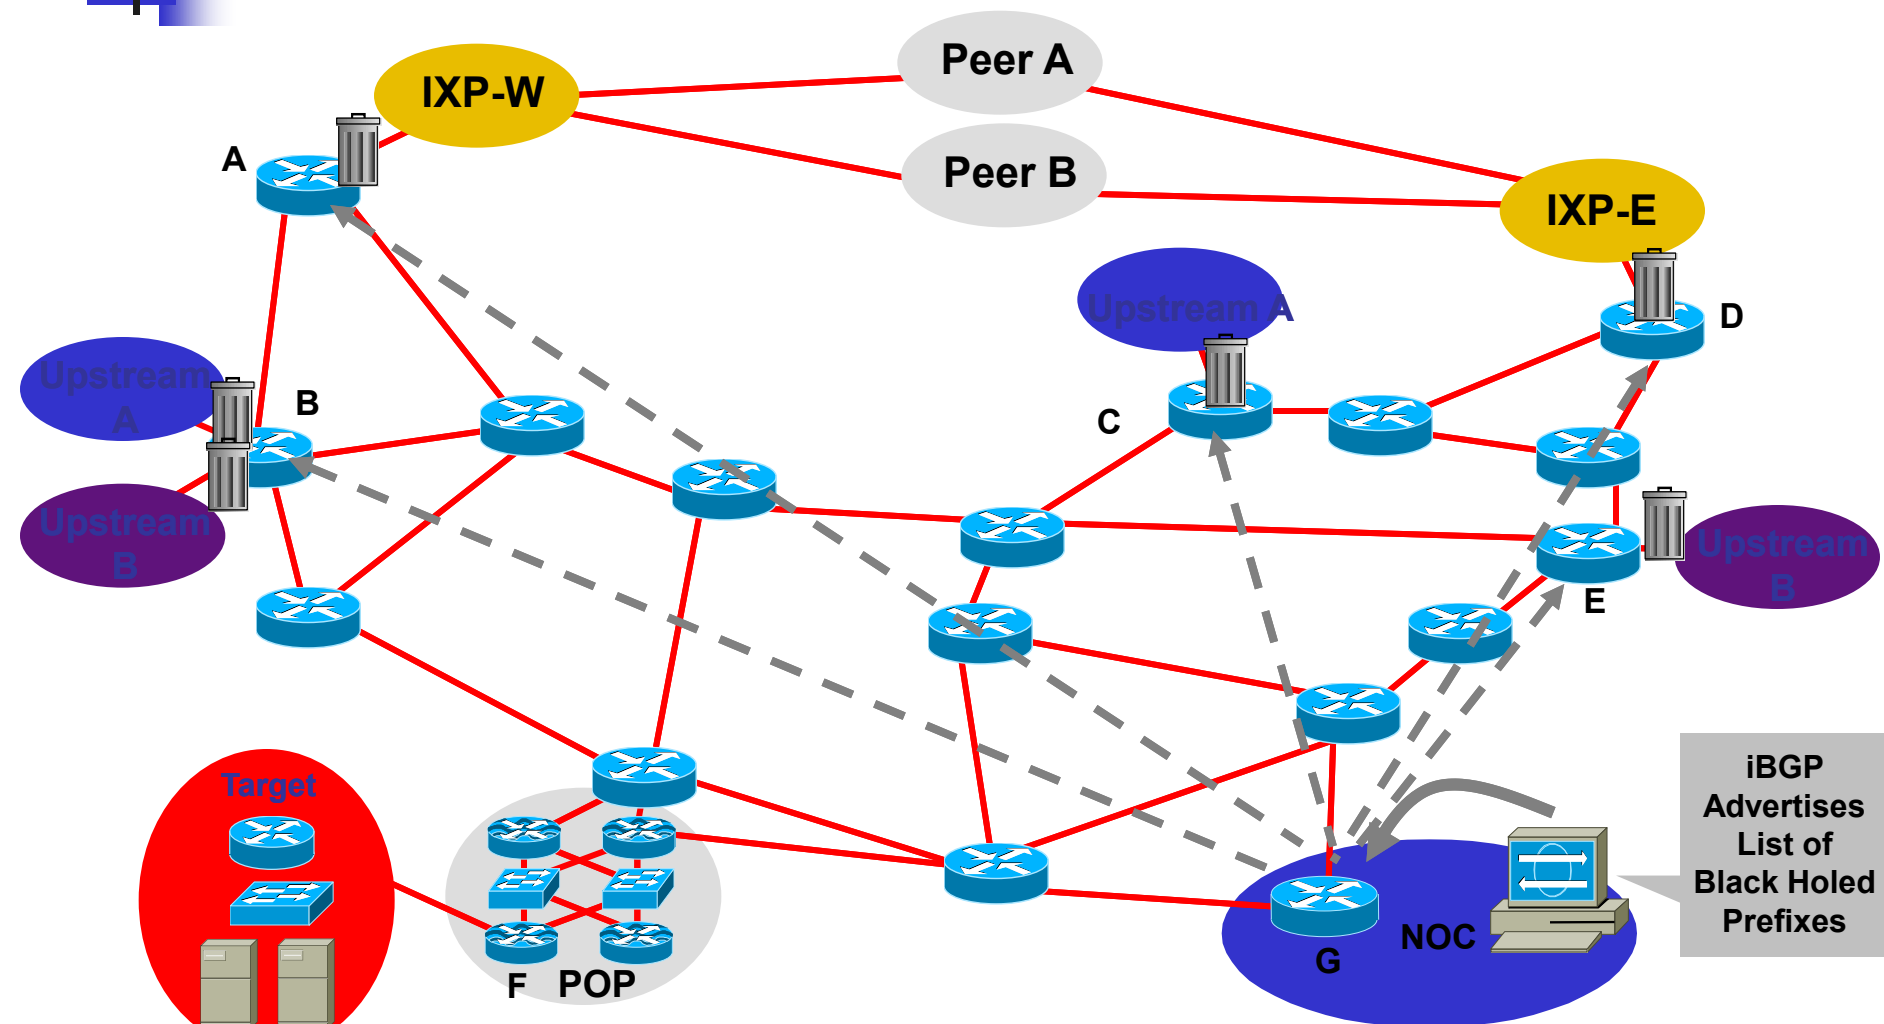 Peer A
IXP-W
Peer B
A
IXP-E
Upstream A
D
Upstream
A
B
C
Upstream
B
Upstream
B
E
Target
iBGP
Advertises
List of
Black Holed
Prefixes
NOC
G
F
POP